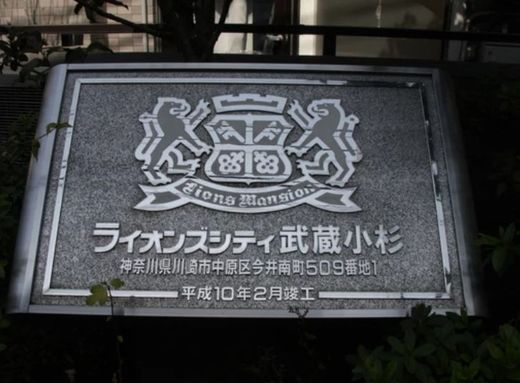 Lions Mansion
ライオンズシティ武蔵小杉
神奈川県川崎市中原区今井南町509番地1
平成10年2月竣工